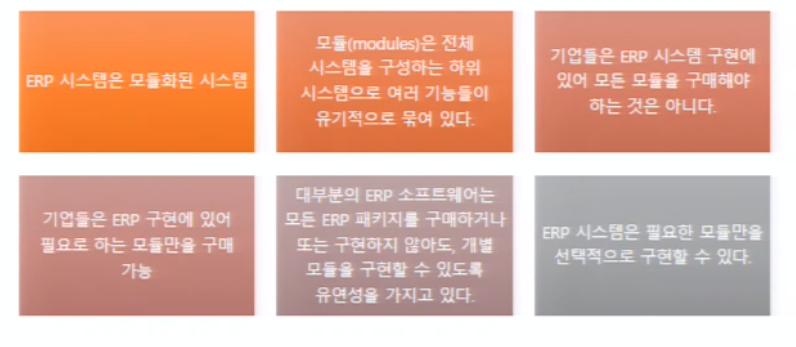 ERP 시스템은 모듈화된 시스템
모듈(modules)은 전체
시스템을 구성하는 하위
시스템으로 여러 기능들이
유기적으로 묶여 있다.
기업들은 ERP 시스템 구현에
있어 모든 모듈을 구매해야
하는 것은 아니다.
기업들은 ERP 구현에 있어
필요로 하는 모듈만을 구매
가능
대부분의 ERP 소프트웨어는
모든 ERP 패키지를 구매하거나
또는 구현하지 않아도, 개별
모듈을 구현할 수 있도록
유연성을 가지고 있다.
ERP 시스템은 필요한 모듈만을
선택적으로 구현할 수 있다.